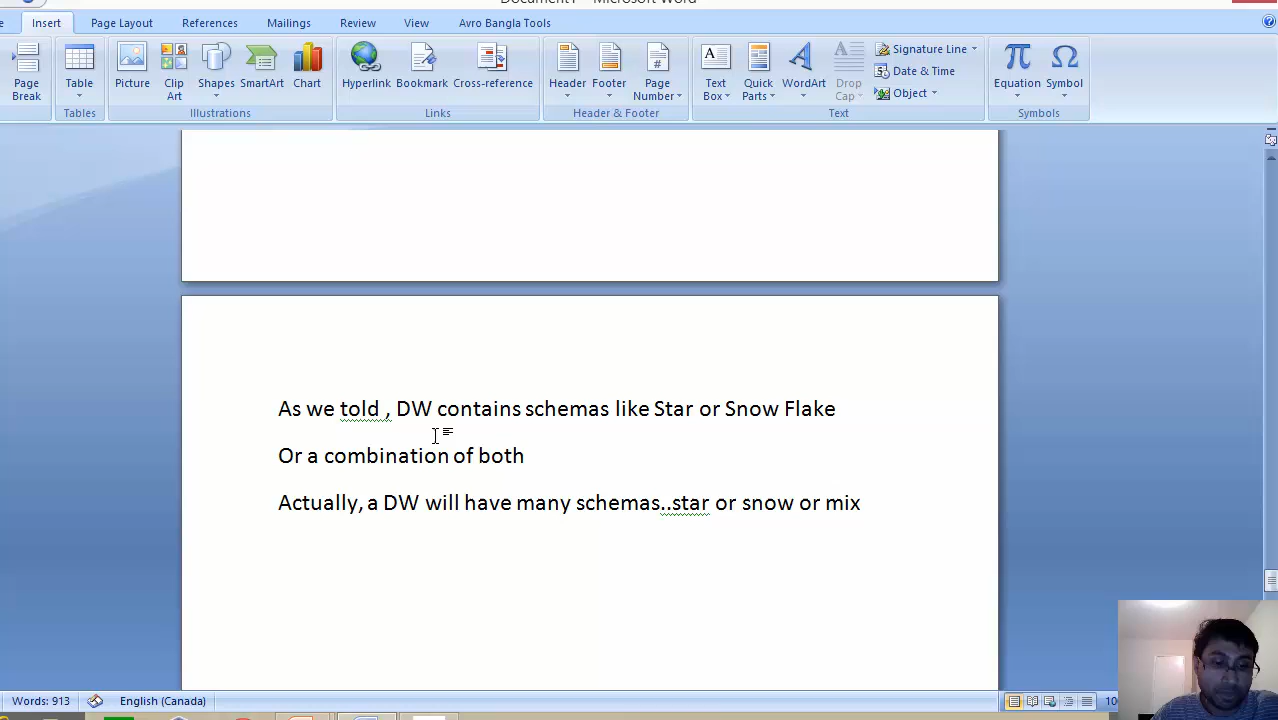 Document1 - Microsoft Word
Insert Page Layout References Mailings Review View Avro Bangla Tools
Page Break
Table
Picture
Clip Art
Shapes
SmartArt
Chart
Hyperlink
Bookmark
Cross-reference
Header
Footer
Page Number
Text Box
Quick Parts
WordArt
Drop Cap
Signature Line
Date & Time
Object
Equation
Symbol
Tables Illustrations Links Header & Footer Text Symbols
As we told , DW contains schemas like Star or Snow Flake
Or a combination of both
Actually, a DW will have many schemas..star or snow or mix
Words: 913 English (Canada)